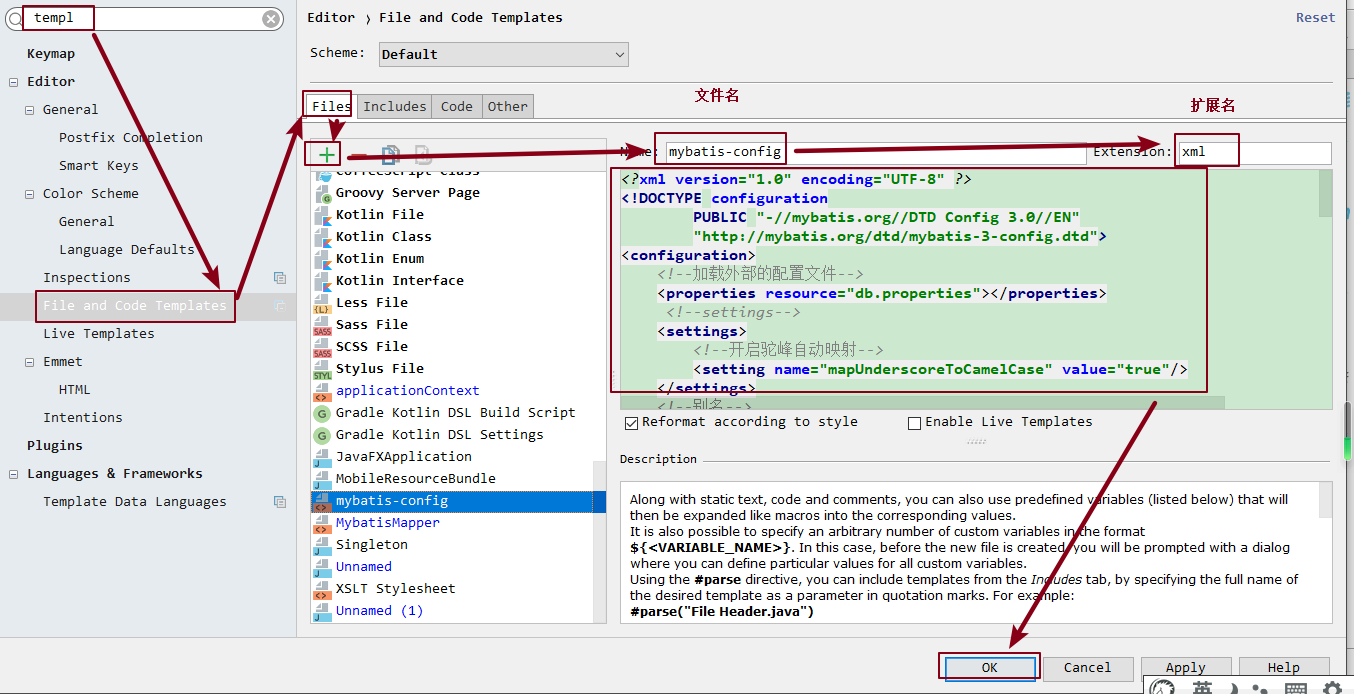 templ
Keymap
Editor
General
Postfix Completion
Smart Keys
Color Scheme
General
Language Defaults
Inspections
File and Code Templates
Live Templates
Emmet
HTML
Intentions
Plugins
Languages & Frameworks
Template Data Languages
Editor › File and Code Templates
Reset
Scheme: Default
Files Includes Code Other
文件名
扩展名
CoffeeScript Class
Groovy Server Page
Kotlin File
Kotlin Class
Kotlin Enum
Kotlin Interface
Less File
Sass File
SCSS File
Stylus File
applicationContext
Gradle Kotlin DSL Build Script
Gradle Kotlin DSL Settings
JavaFXApplication
MobileResourceBundle
mybatis-config
MybatisMapper
Singleton
Unnamed
XSLT Stylesheet
Unnamed (1)
Name: mybatis-config Extension: xml
<?xml version="1.0" encoding="UTF-8" ?>
<!DOCTYPE configuration
PUBLIC "-//mybatis.org//DTD Config 3.0//EN"
"http://mybatis.org/dtd/mybatis-3-config.dtd">
<configuration>
<!--加载外部的配置文件-->
<properties resource="db.properties"></properties>
<!--settings-->
<settings>
<!--开启驼峰自动映射-->
<setting name="mapUnderscoreToCamelCase" value="true"/>
</settings>
<!--别名-->
Reformat according to style Enable Live Templates
Description
Along with static text, code and comments, you can also use predefined variables (listed below) that will
then be expanded like macros into the corresponding values.
It is also possible to specify an arbitrary number of custom variables in the format
${<VARIABLE_NAME>}. In this case, before the new file is created, you will be prompted with a dialog
where you can define particular values for all custom variables.
Using the #parse directive, you can include templates from the Includes tab, by specifying the full name of
the desired template as a parameter in quotation marks. For example:
#parse("File Header.java")
OK Cancel Apply Help
英